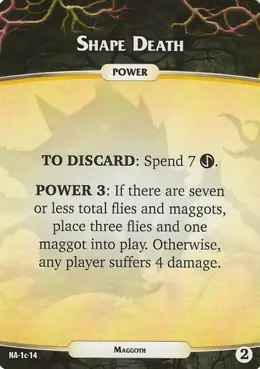 SHAPE DEATH
POWER
TO DISCARD: Spend 7 .
POWER 3: If there are seven
or less total flies and maggots,
place three flies and one
maggot into play. Otherwise,
any player suffers 4 damage.
MAGGOTH
NA-1c-14
2